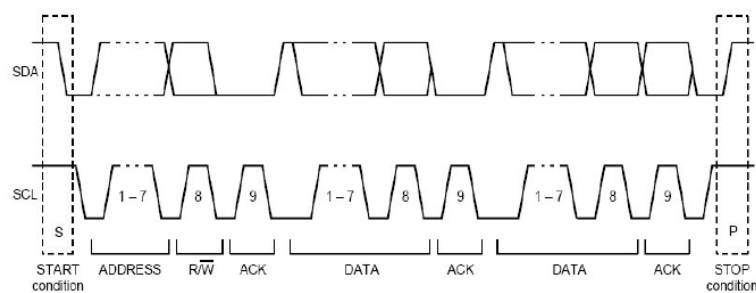 SDA
SCL
1 – 7 8 9 1 – 7 8 9 1 – 7 8 9
S P
START condition ADDRESS R/W̅ ACK DATA ACK DATA ACK STOP condition